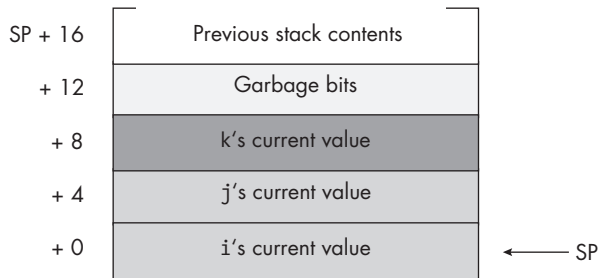 SP + 16 Previous stack contents
+ 12 Garbage bits
+ 8 k‘s current value
+ 4 j‘s current value
+ 0 i‘s current value SP